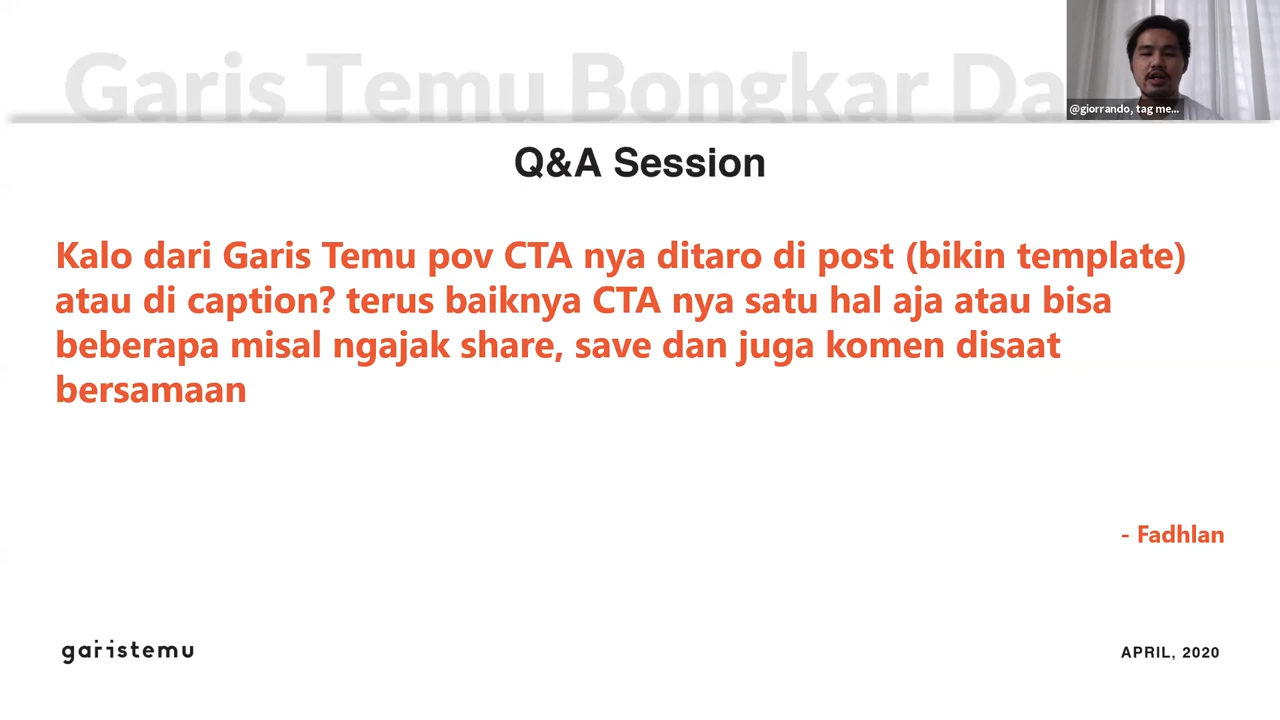 Garis Temu Bongkar Da
@giorrando, tag me...
Q&A Session
Kalo dari Garis Temu pov CTA nya ditaro di post (bikin template)
atau di caption? terus baiknya CTA nya satu hal aja atau bisa
beberapa misal ngajak share, save dan juga komen disaat
bersamaan
- Fadhlan
garistemu
APRIL, 2020